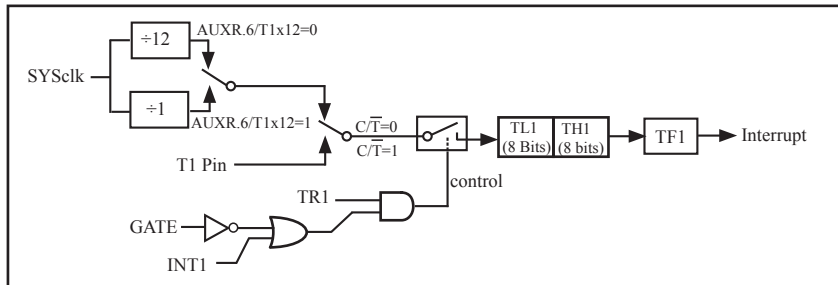 ÷12
AUXR.6/T1x12=0
SYSclk
÷1
AUXR.6/T1x12=1
C/T̅=0
C/T̅=1
T1 Pin
TL1
(8 Bits)
TH1
(8 bits)
TF1
Interrupt
control
TR1
GATE
INT1